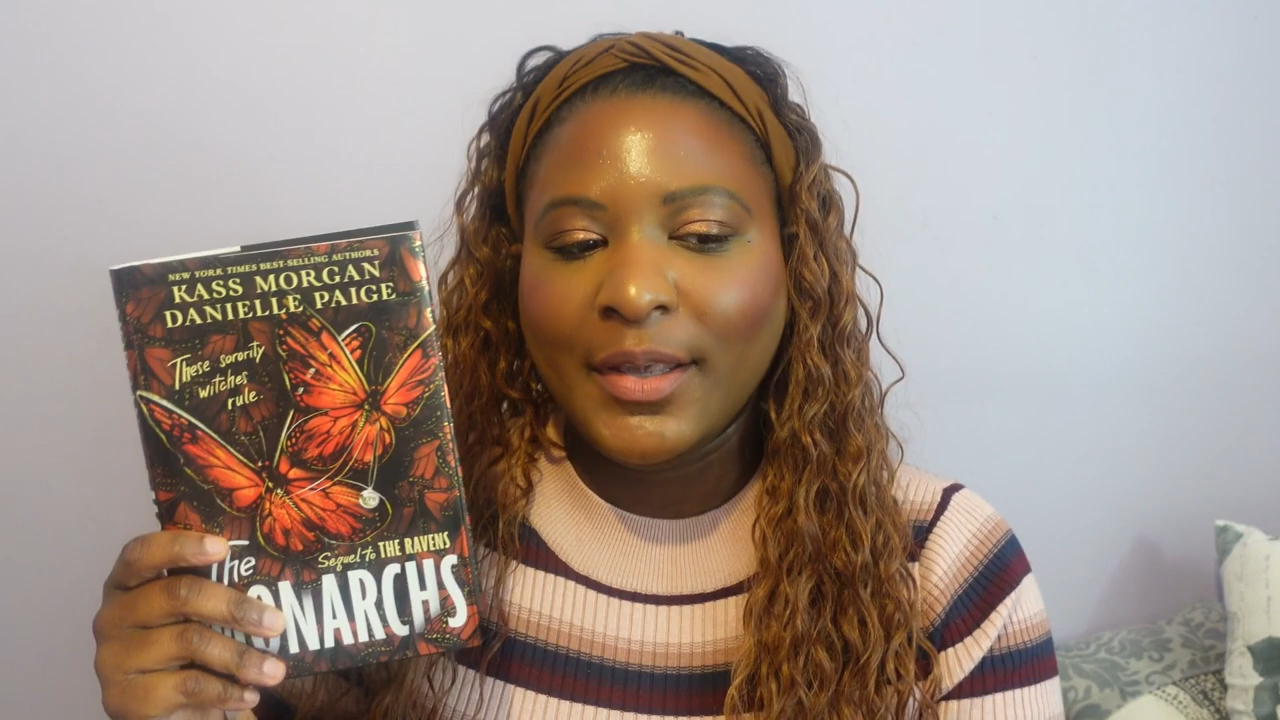 NEW YORK TIMES BEST-SELLING AUTHORS
KASS MORGAN
DANIELLE PAIGE
These sorority
witches
rule.
Sequel to THE RAVENS
The
ONARCHS